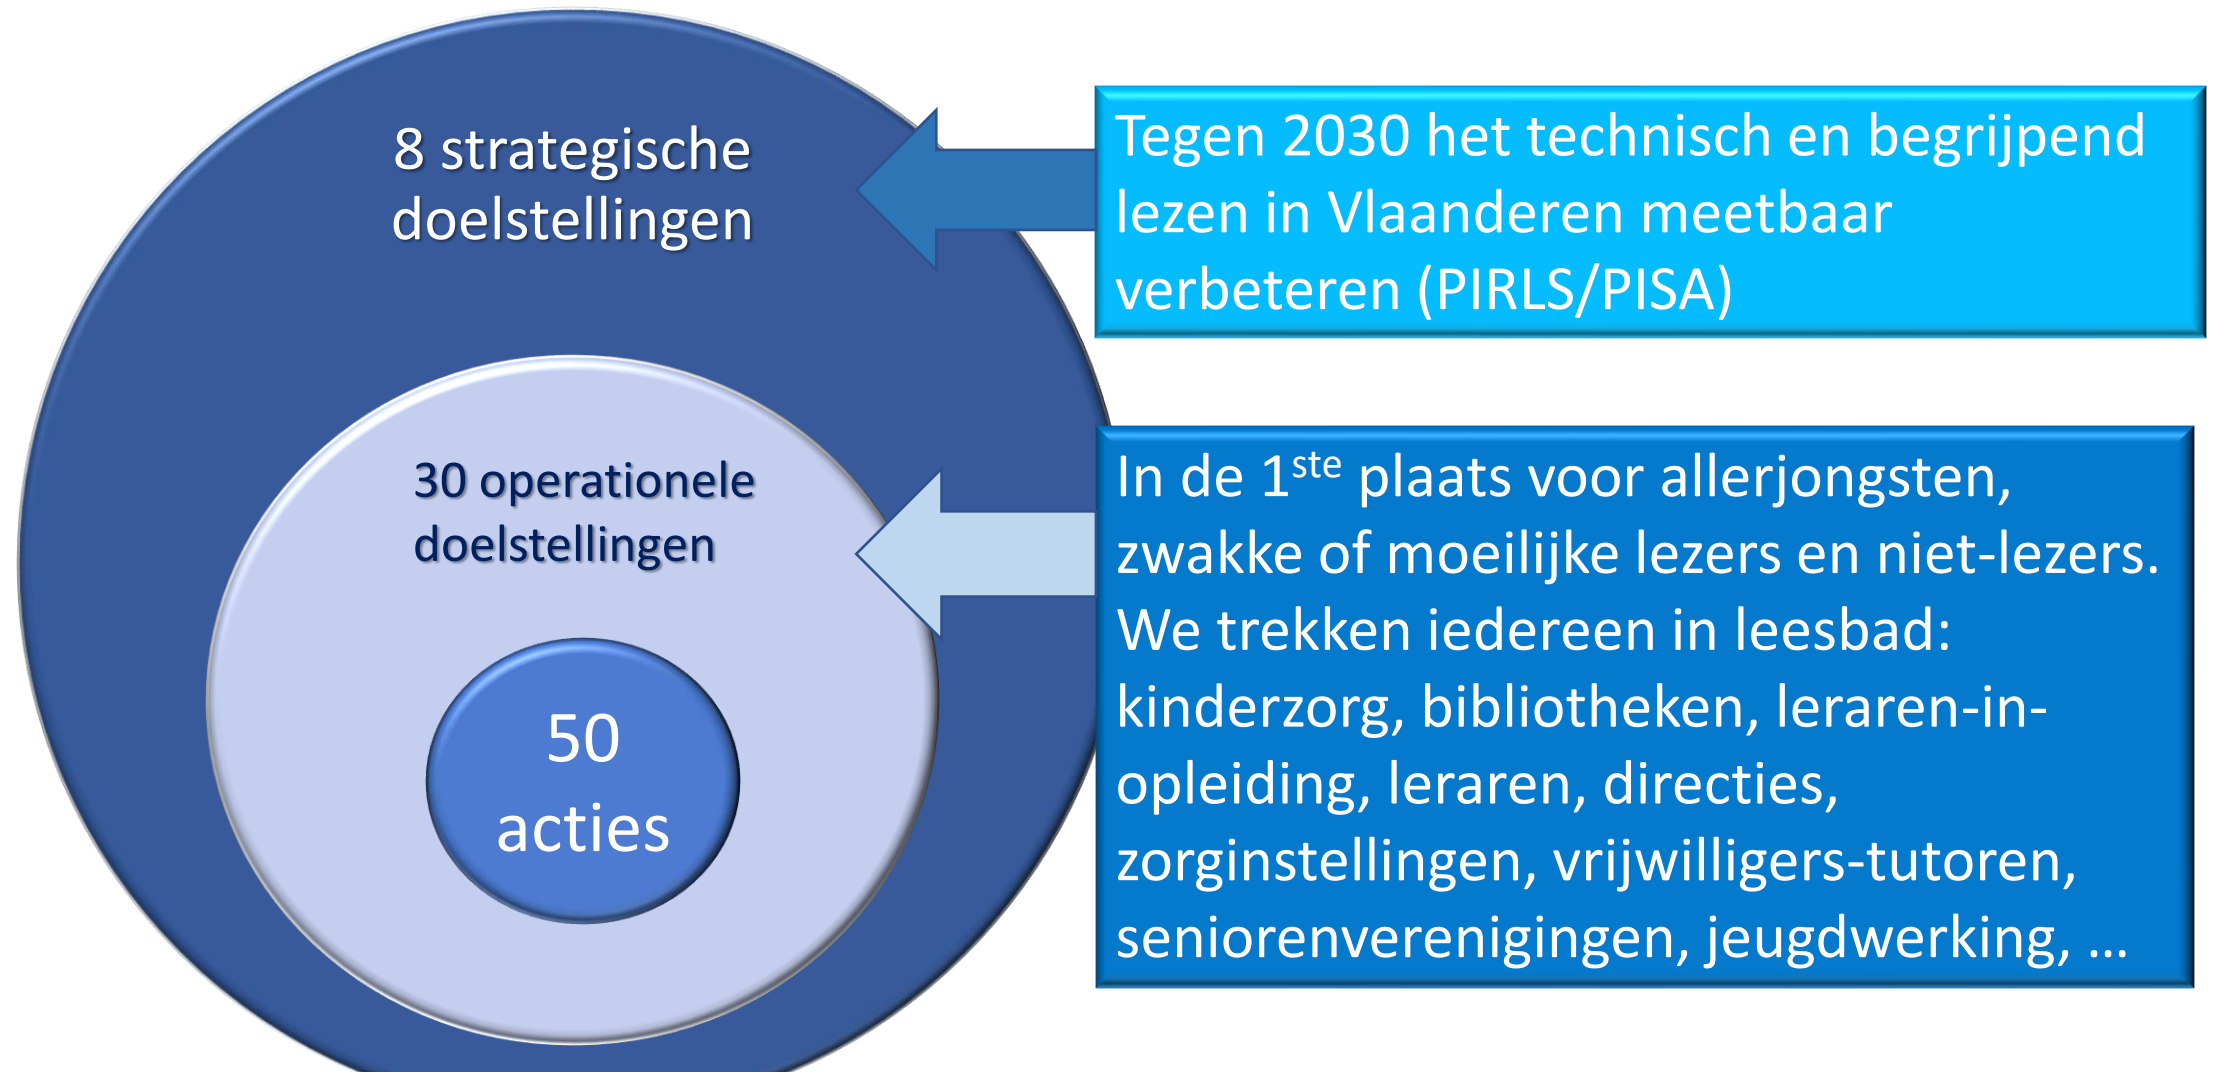 8 strategische
doelstellingen
Tegen 2030 het technisch en begrijpend
lezen in Vlaanderen meetbaar
verbeteren (PIRLS/PISA)
30 operationele
doelstellingen
50
acties
In de 1ste plaats voor allerjongsten,
zwakke of moeilijke lezers en niet-lezers.
We trekken iedereen in leesbad:
kinderzorg, bibliotheken, leraren-in-
opleiding, leraren, directies,
zorginstellingen, vrijwilligers-tutoren,
seniorenverenigingen, jeugdwerking, ...